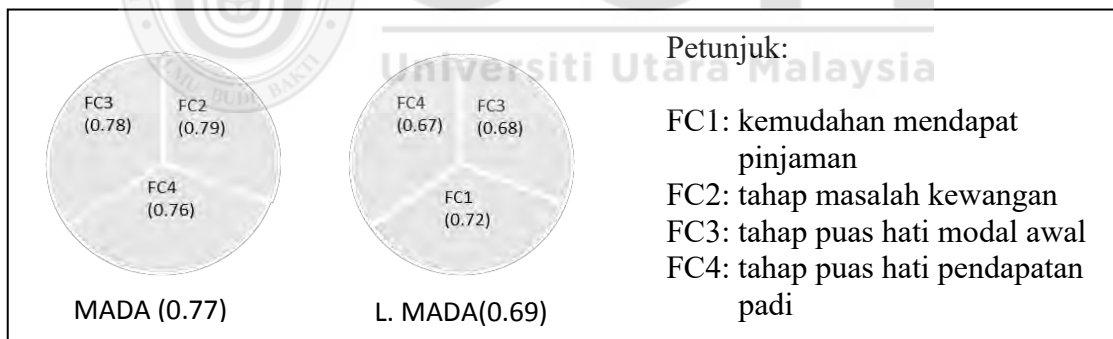 Universiti Utara Malaysia
BUDI BAKTI
FC3
(0.78)
FC2
(0.79)
FC4
(0.76)
MADA (0.77)
FC4
(0.67)
FC3
(0.68)
FC1
(0.72)
L. MADA(0.69)
Petunjuk:
FC1: kemudahan mendapat
pinjaman
FC2: tahap masalah kewangan
FC3: tahap puas hati modal awal
FC4: tahap puas hati pendapatan
padi